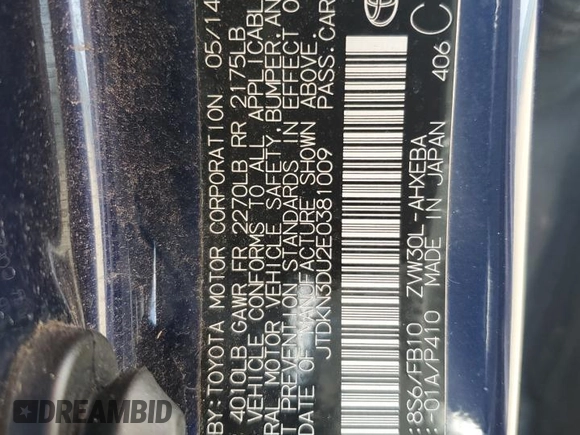 BY: TOYOTA MOTOR CORPORATION 05/14
4010LB GAWR FR 2270LB RR 2175LB
VEHICLE CONFORMS TO ALL APPLICABL
ERAL MOTOR VEHICLE SAFETY, BUMPER, AN
T PREVENTION STANDARDS IN EFFECT O
DATE OF MANUFACTURE SHOWN ABOVE.
JTDKN3DU2E0381009 PASS. CAR
:8S6/FB10 ZVW30L-AHXEBA
:-01A/P410 MADE IN JAPAN 406
C
TOYOTA
DREAMBID